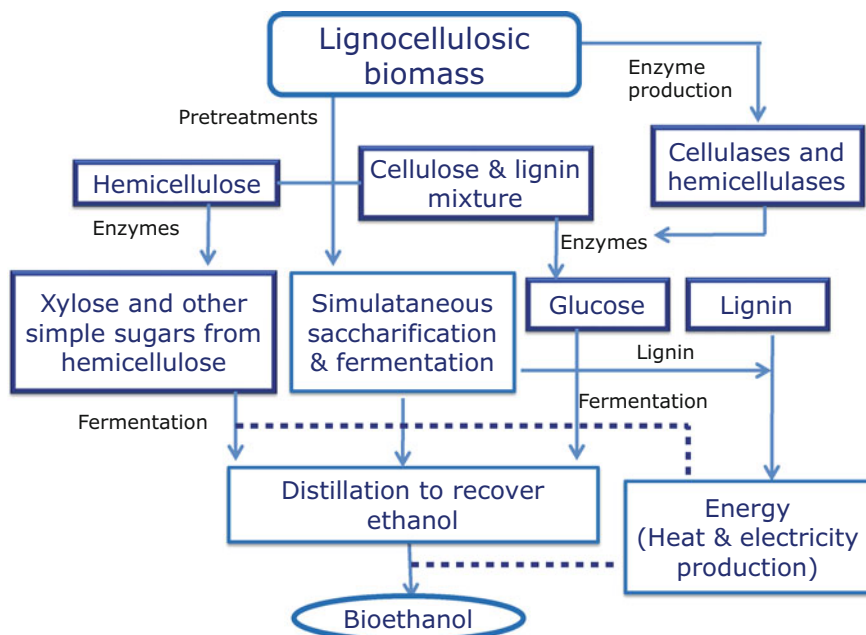 Lignocellulosic
biomass
Enzyme
production
Pretreatments
Hemicellulose
Cellulose & lignin
mixture
Cellulases and
hemicellulases
Enzymes
Enzymes
Xylose and other
simple sugars from
hemicellulose
Simulataneous
saccharification
& fermentation
Glucose
Lignin
Lignin
Fermentation
Fermentation
Distillation to recover
ethanol
Energy
(Heat & electricity
production)
Bioethanol